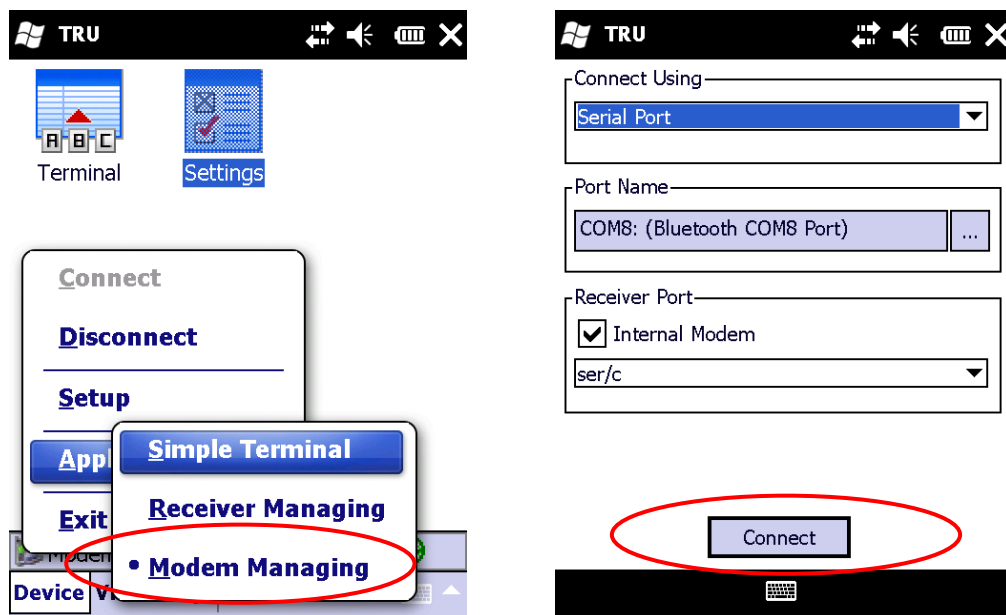 TRU
A B C
Terminal
Settings
Connect
Disconnect
Setup
Appl
Simple Terminal
Exit
Receiver Managing
Modem Managing
Device
TRU
Connect Using
Serial Port
Port Name
COM8: (Bluetooth COM8 Port)
...
Receiver Port
Internal Modem
ser/c
Connect